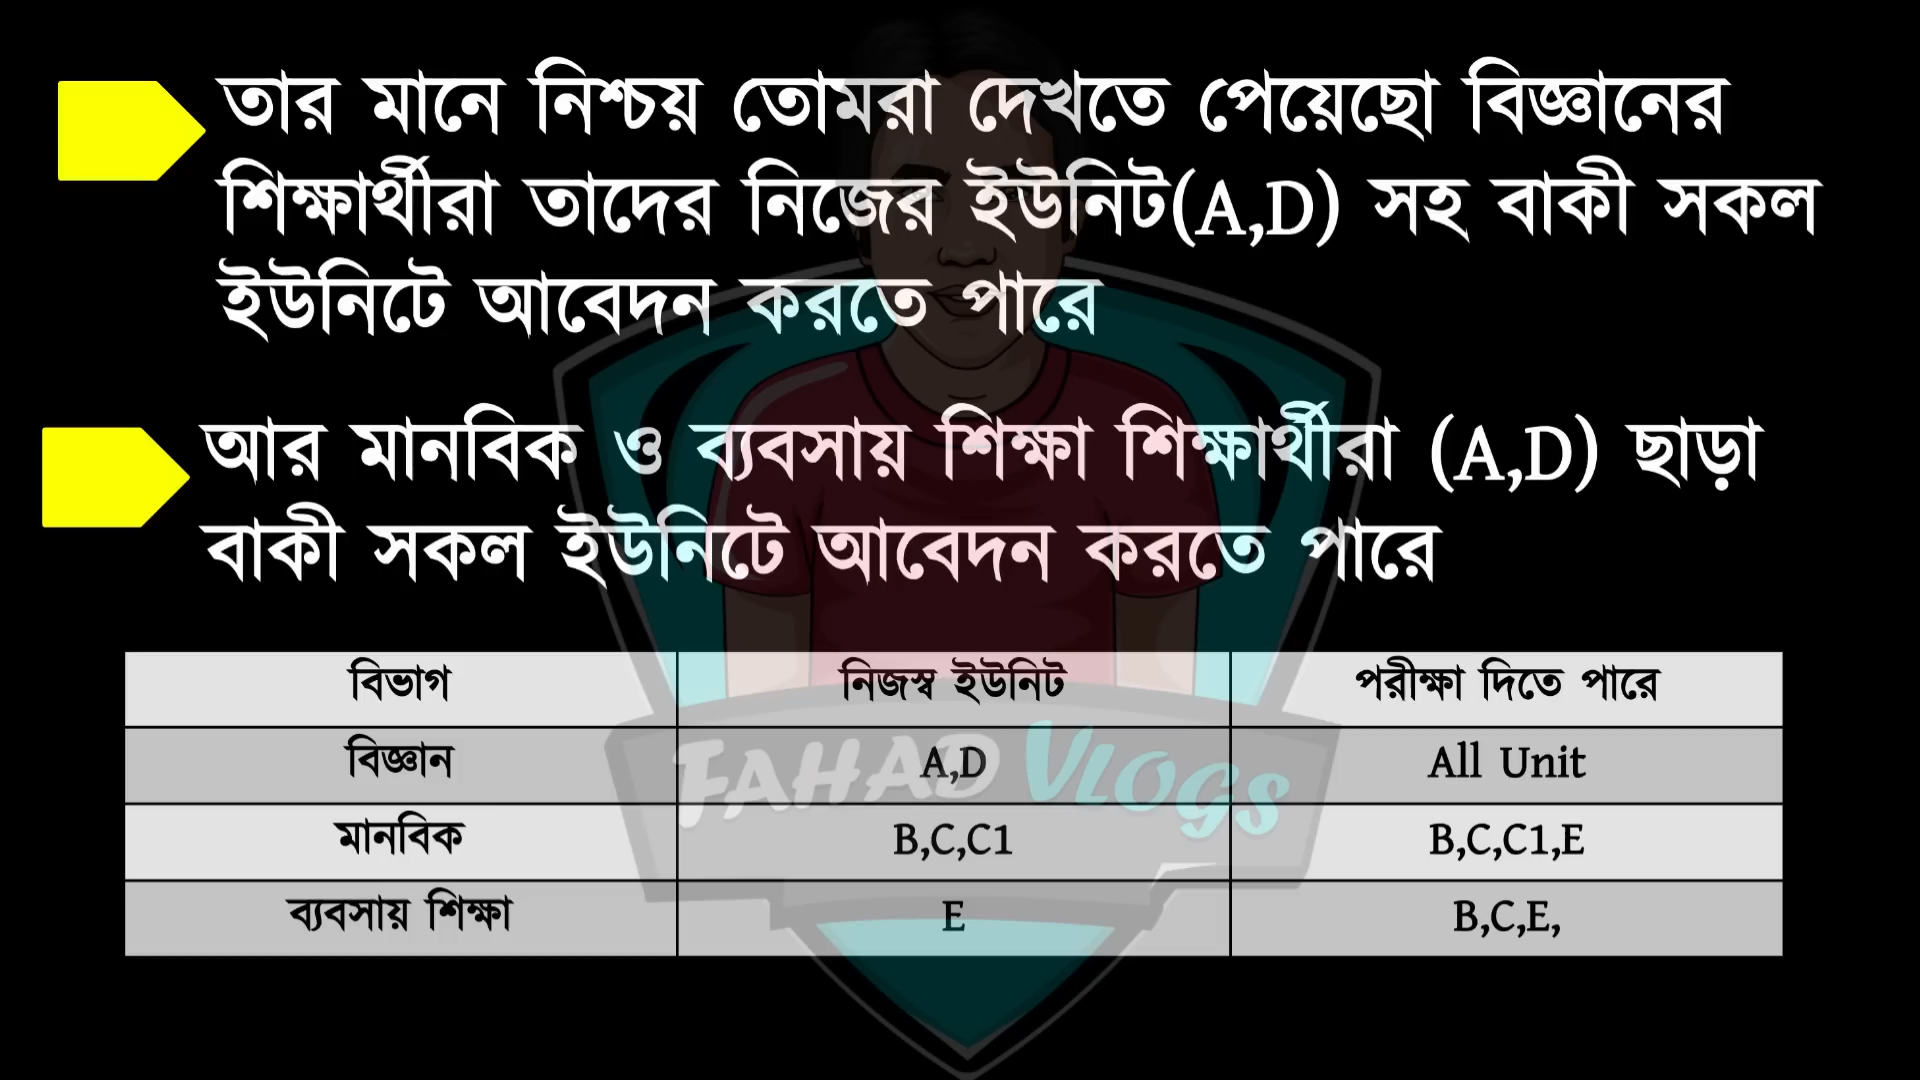 তার মানে নিশ্চয় তোমরা দেখতে পেয়েছো বিজ্ঞানের
শিক্ষার্থীরা তাদের নিজের ইউনিট(A,D) সহ বাকী সকল
ইউনিটে আবেদন করতে পারে
আর মানবিক ও ব্যবসায় শিক্ষা শিক্ষার্থীরা (A,D) ছাড়া
বাকী সকল ইউনিটে আবেদন করতে পারে
বিভাগ নিজস্ব ইউনিট পরীক্ষা দিতে পারে
বিজ্ঞান A,D All Unit
মানবিক B,C,C1 B,C,C1,E
ব্যবসায় শিক্ষা E B,C,E,
FAHAD VLOGS